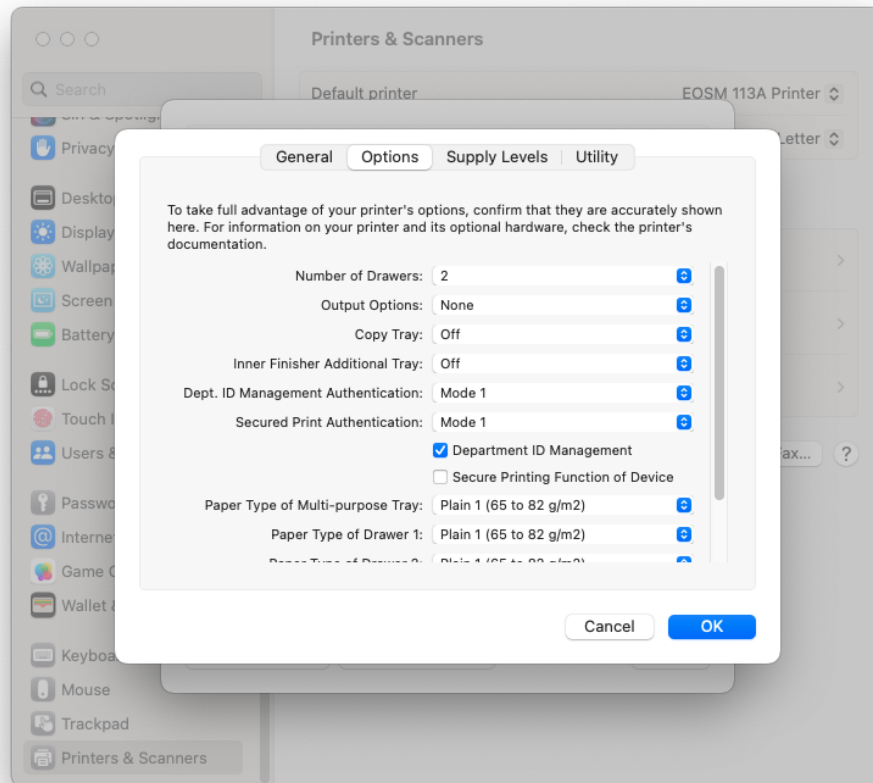 Printers & Scanners
Search
Default printer
EOSM 113A Printer
Letter
Privacy
Wallpap
Screen
Battery
Lock
Touch
Users &
Game
Wallet &
Mouse
Trackpad
Printers & Scanners
General
Options
Supply Levels
Utility
To take full advantage of your printer's options, confirm that they are accurately shown
here. For information on your printer and its optional hardware, check the printer's
documentation.
Number of Drawers: 2
Output Options: None
Copy Tray: Off
Inner Finisher Additional Tray: Off
Dept. ID Management Authentication: Mode 1
Secured Print Authentication: Mode 1
Department ID Management
Secure Printing Function of Device
Paper Type of Multi-purpose Tray: Plain 1 (65 to 82 g/m2)
Paper Type of Drawer 1: Plain 1 (65 to 82 g/m2)
Cancel
OK
ax...
?